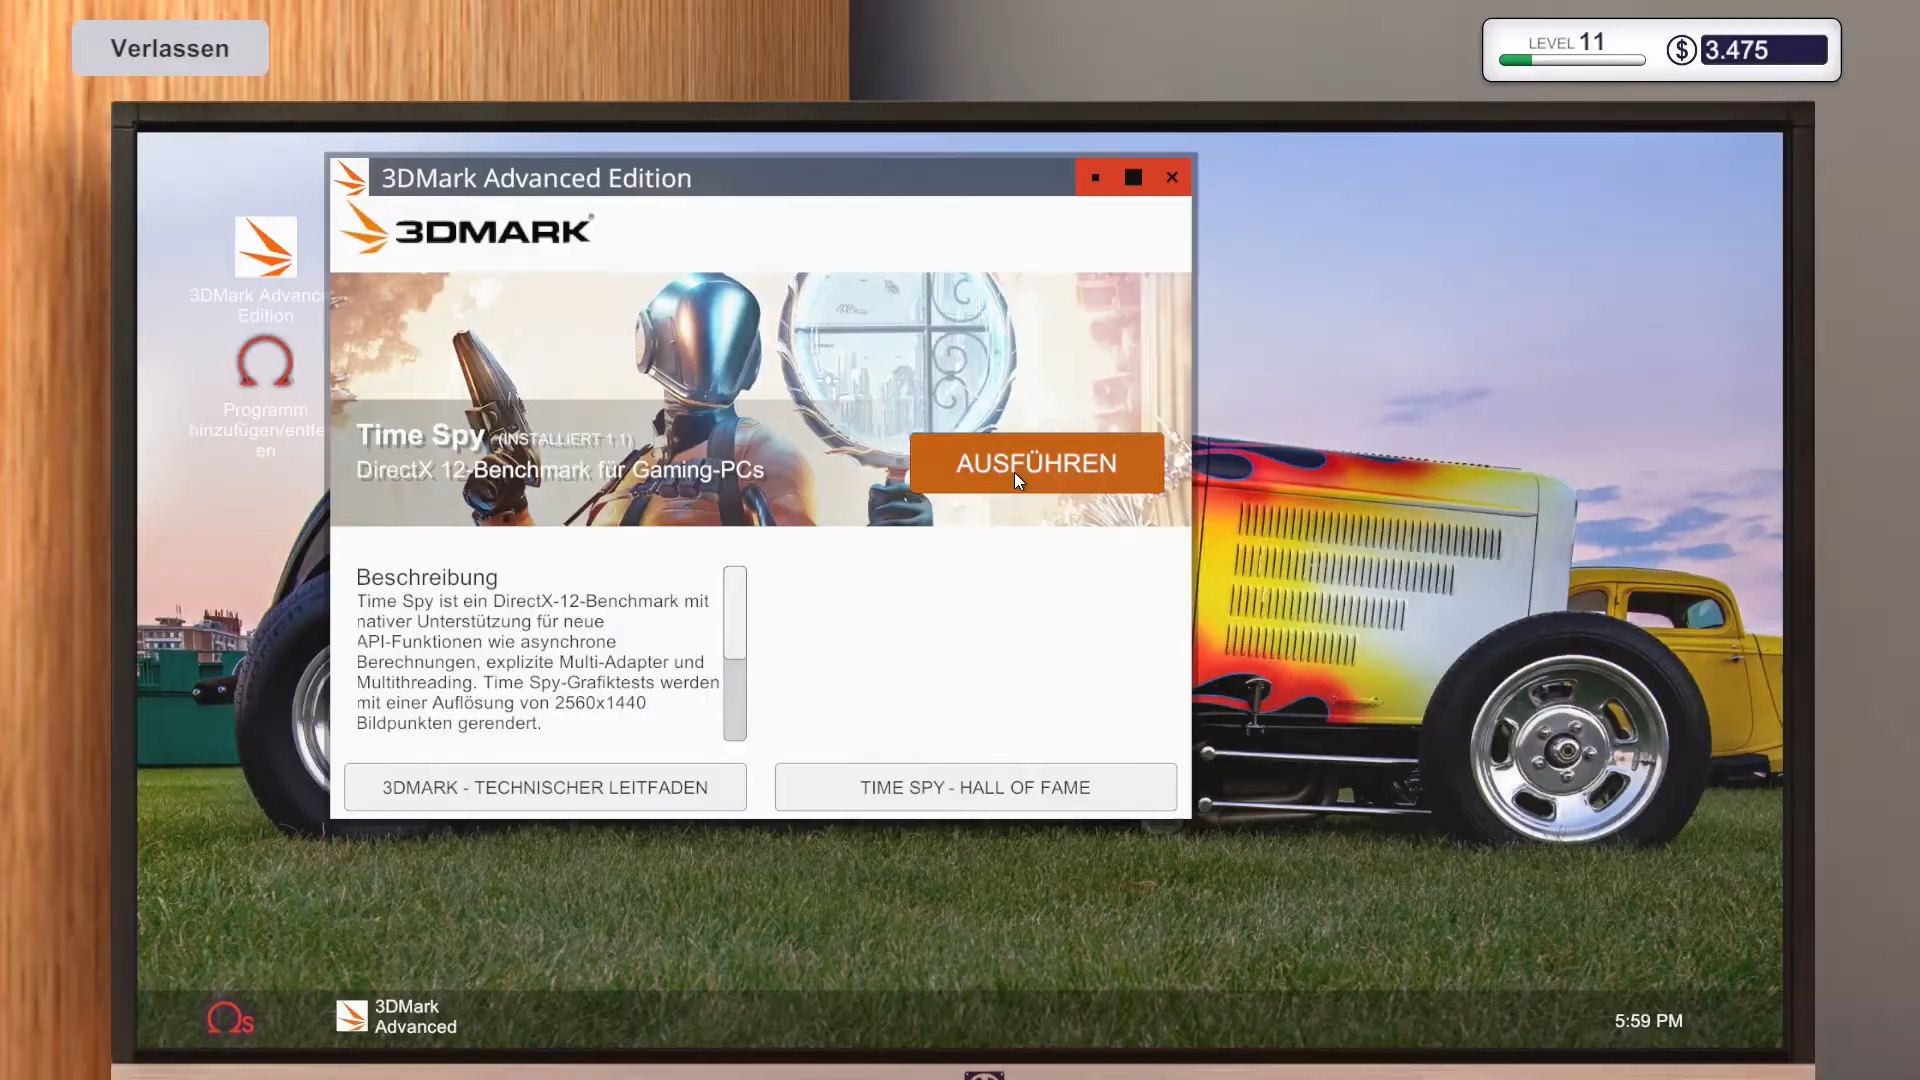 Verlassen
LEVEL 11
$ 3.475
3DMark Advanced Edition
3DMARK
3DMark Advanc
Edition
Programm
hinzufügen/entfe
en
Time Spy (INSTALLIERT 1,1)
DirectX 12-Benchmark für Gaming-PCs
AUSFÜHREN
Beschreibung
Time Spy ist ein DirectX-12-Benchmark mit
nativer Unterstützung für neue
API-Funktionen wie asynchrone
Berechnungen, explizite Multi-Adapter und
Multithreading. Time Spy-Grafiktests werden
mit einer Auflösung von 2560x1440
Bildpunkten gerendert.
3DMARK - TECHNISCHER LEITFADEN
TIME SPY - HALL OF FAME
Ωs
3DMark
Advanced
5:59 PM